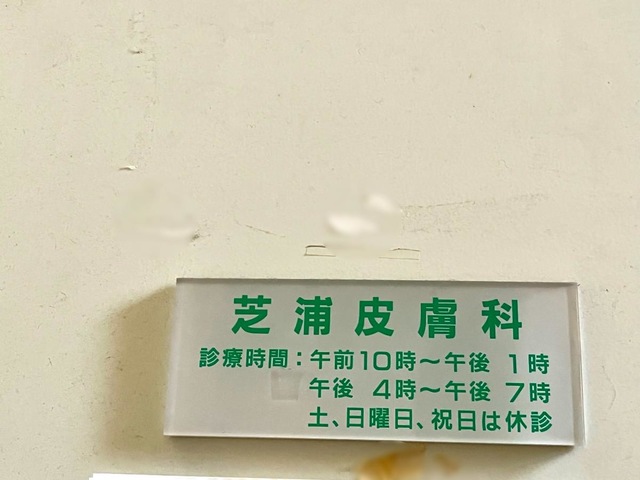 芝浦皮膚科
診療時間：午前10時～午後 1時
午後 4時～午後 7時
土、日曜日、祝日は休診